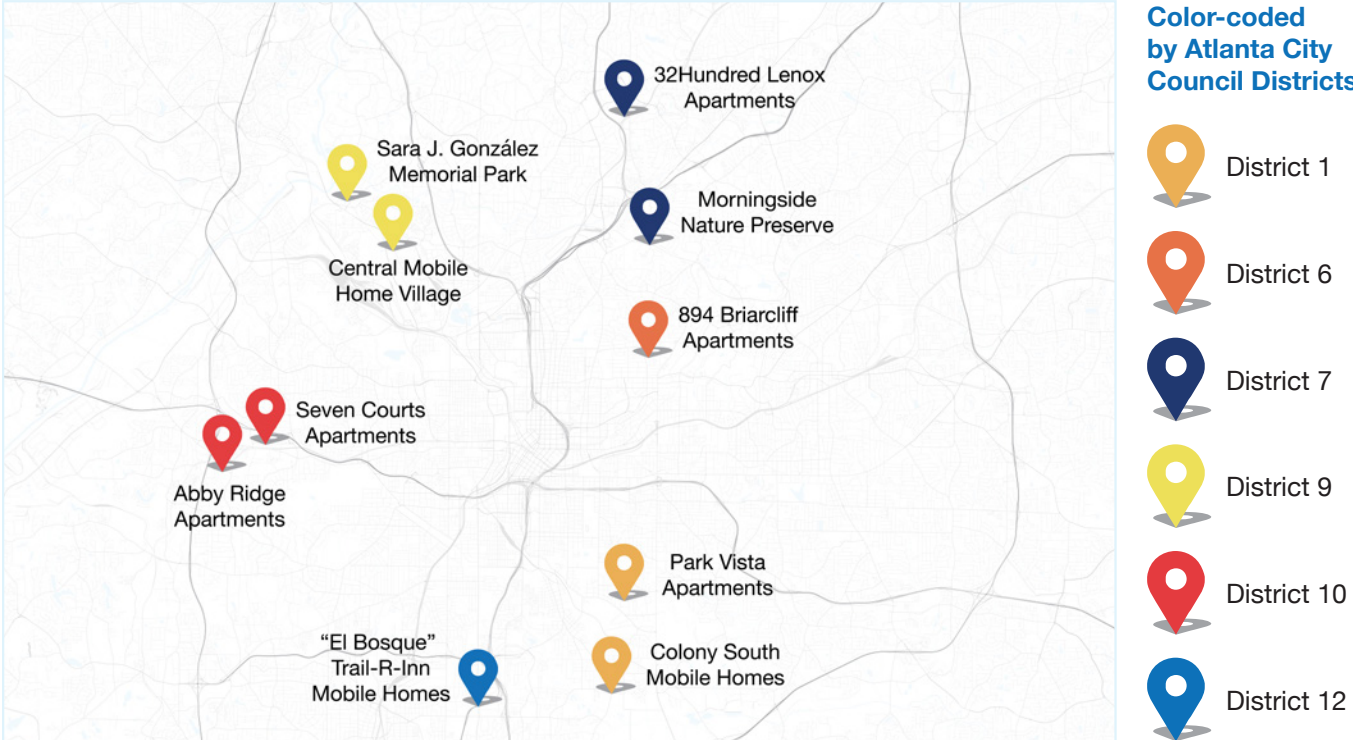 32Hundred Lenox
Apartments
Sara J. González
Memorial Park
Morningside
Nature Preserve
Central Mobile
Home Village
894 Briarcliff
Apartments
Seven Courts
Apartments
Abby Ridge
Apartments
Park Vista
Apartments
“El Bosque”
Trail-R-Inn
Mobile Homes
Colony South
Mobile Homes
Color-coded
by Atlanta City
Council Districts
District 1
District 6
District 7
District 9
District 10
District 12